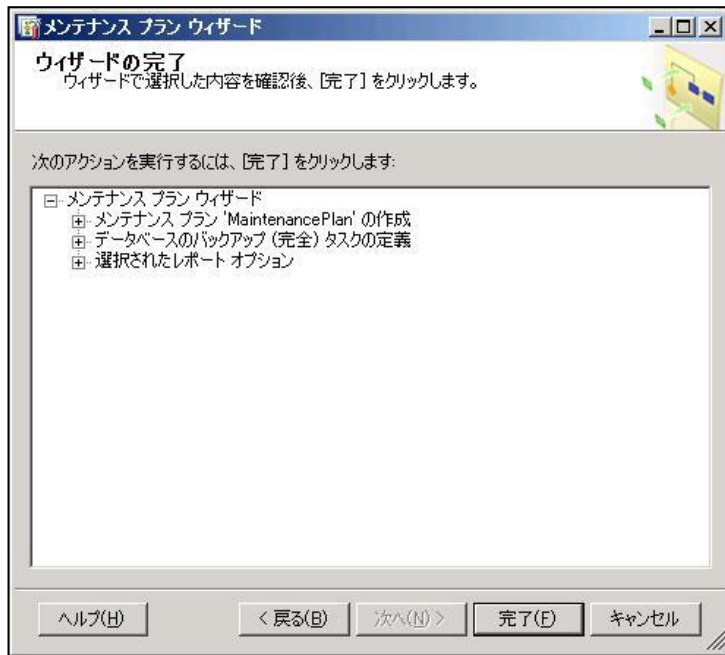 メンテナンス プラン ウィザード
ウィザードの完了
ウィザードで選択した内容を確認後、[完了] をクリックします。
次のアクションを実行するには、[完了] をクリックします:
メンテナンス プラン ウィザード
メンテナンス プラン 'MaintenancePlan' の作成
データベースのバックアップ (完全) タスクの定義
選択されたレポート オプション
ヘルプ(H) < 戻る(B) 次へ(N) > 完了(F) キャンセル